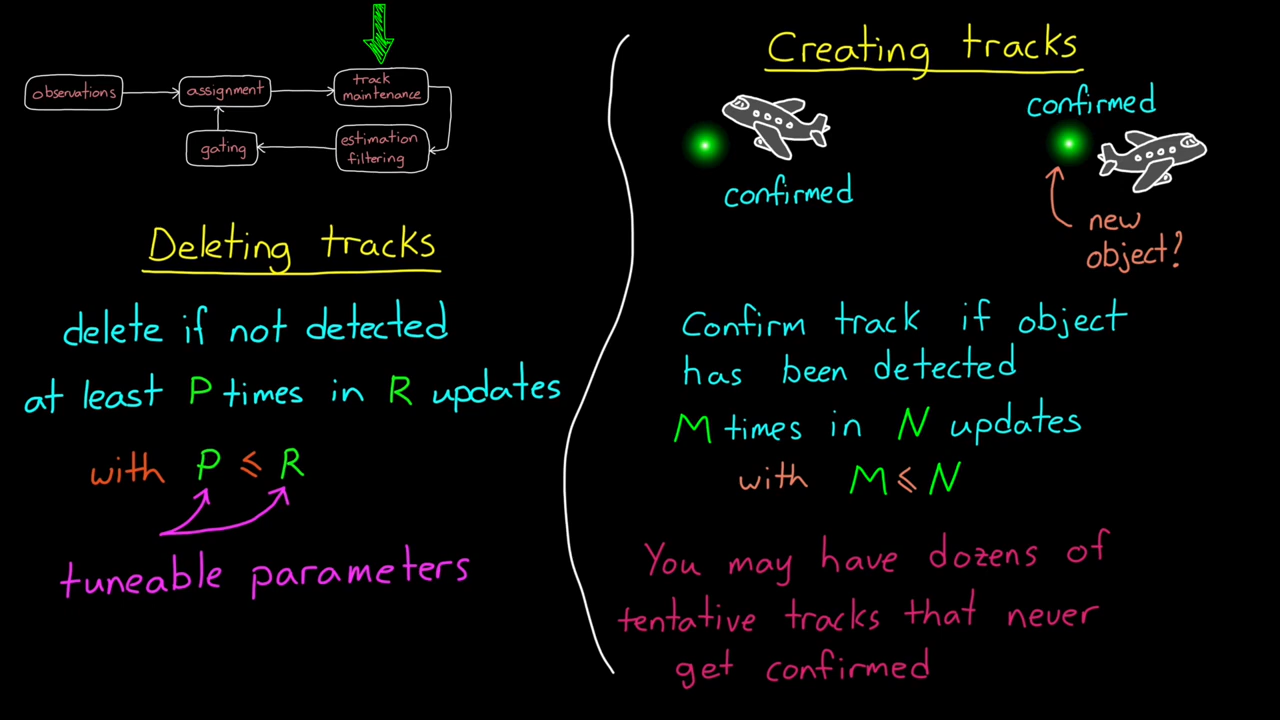 observations
assignment
track
maintenance
gating
estimation
filtering
Deleting tracks
delete if not detected
at least P times in R updates
with P ≤ R
tuneable parameters
Creating tracks
confirmed
confirmed
new
object?
Confirm track if object
has been detected
M times in N updates
with M ≤ N
You may have dozens of
tentative tracks that never
get confirmed